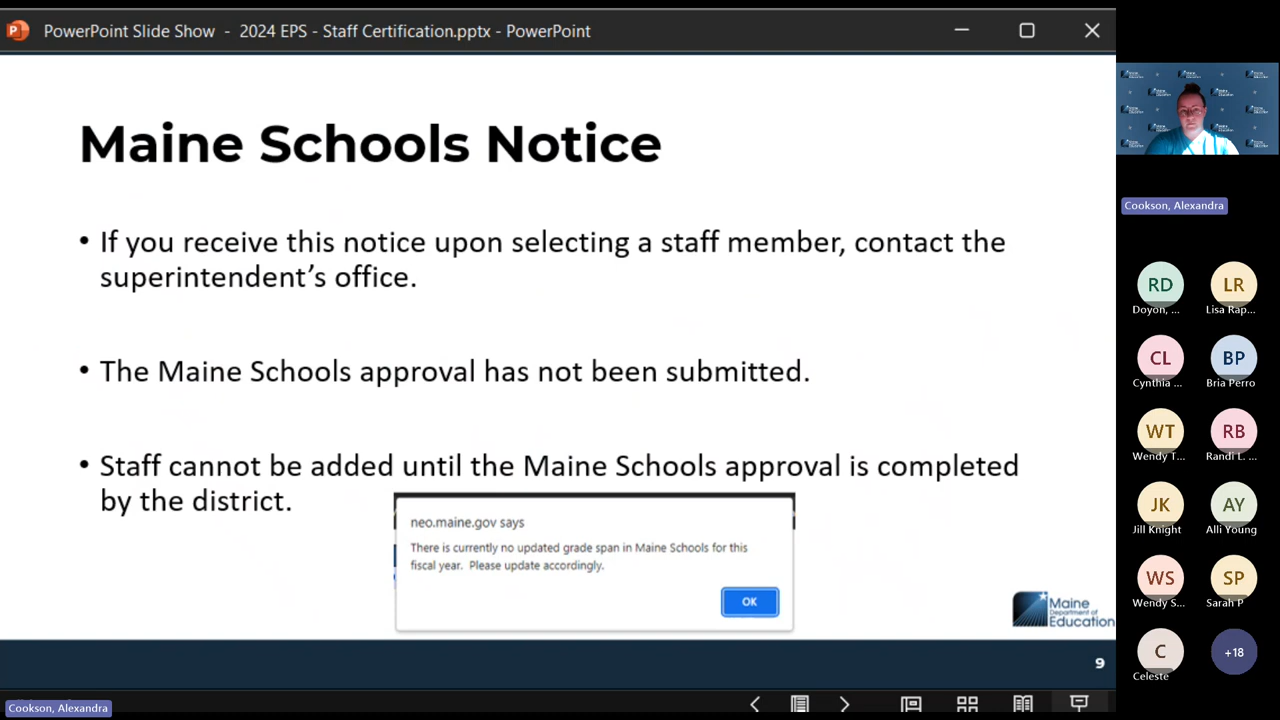 PowerPoint Slide Show - 2024 EPS - Staff Certification.pptx - PowerPoint
Maine Schools Notice
• If you receive this notice upon selecting a staff member, contact the
superintendent’s office.
• The Maine Schools approval has not been submitted.
• Staff cannot be added until the Maine Schools approval is completed
by the district.
neo.maine.gov says
There is currently no updated grade span in Maine Schools for this
fiscal year. Please update accordingly.
OK
Maine
Department of
Education
9
Cookson, Alexandra
Cookson, Alexandra
RD LR
Doyon, ... Lisa Rap...
CL BP
Cynthia ... Bria Perro
WT RB
Wendy T... Randi L. ...
JK AY
Jill Knight Alli Young
WS SP
Wendy S... Sarah P
C +18
Celeste